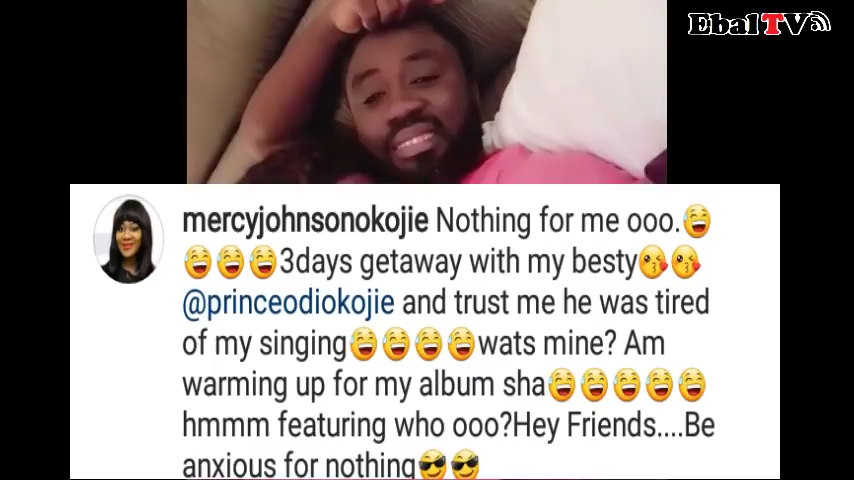 Ebal TV
mercyjohnsonokojie Nothing for me ooo.😅
😅😅😅3days getaway with my besty😘😘
@princeodiokojie and trust me he was tired
of my singing😅😅😅😅wats mine? Am
warming up for my album sha😅😅😅😅😅
hmmm featuring who ooo?Hey Friends....Be
anxious for nothing😎😎